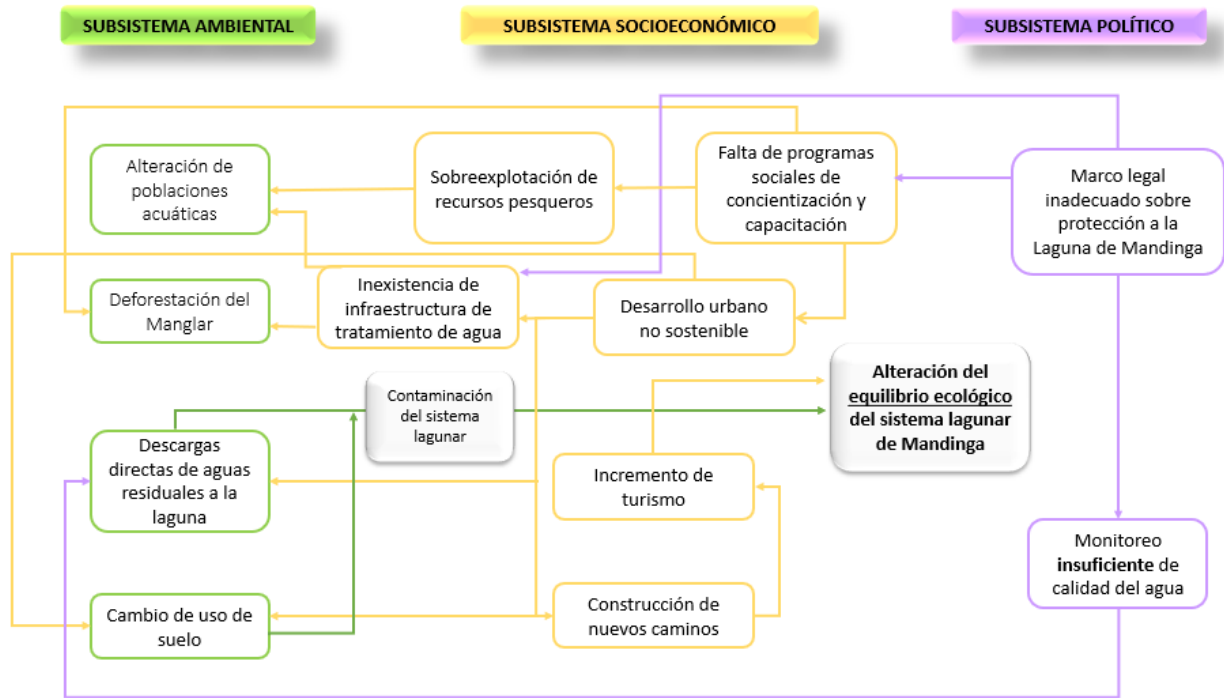 SUBSISTEMA AMBIENTAL
SUBSISTEMA SOCIOECONÓMICO
SUBSISTEMA POLÍTICO
Alteración de
poblaciones
acuáticas
Sobreexplotación de
recursos pesqueros
Falta de programas
sociales de
concientización y
capacitación
Marco legal
inadecuado sobre
protección a la
Laguna de Mandinga
Deforestación del
Manglar
Inexistencia de
infraestructura de
tratamiento de agua
Desarrollo urbano
no sostenible
Contaminación
del sistema
lagunar
Alteración del
equilibrio ecológico
del sistema lagunar
de Mandinga
Descargas
directas de aguas
residuales a la
laguna
Incremento de
turismo
Monitoreo
insuficiente de
calidad del agua
Cambio de uso de
suelo
Construcción de
nuevos caminos